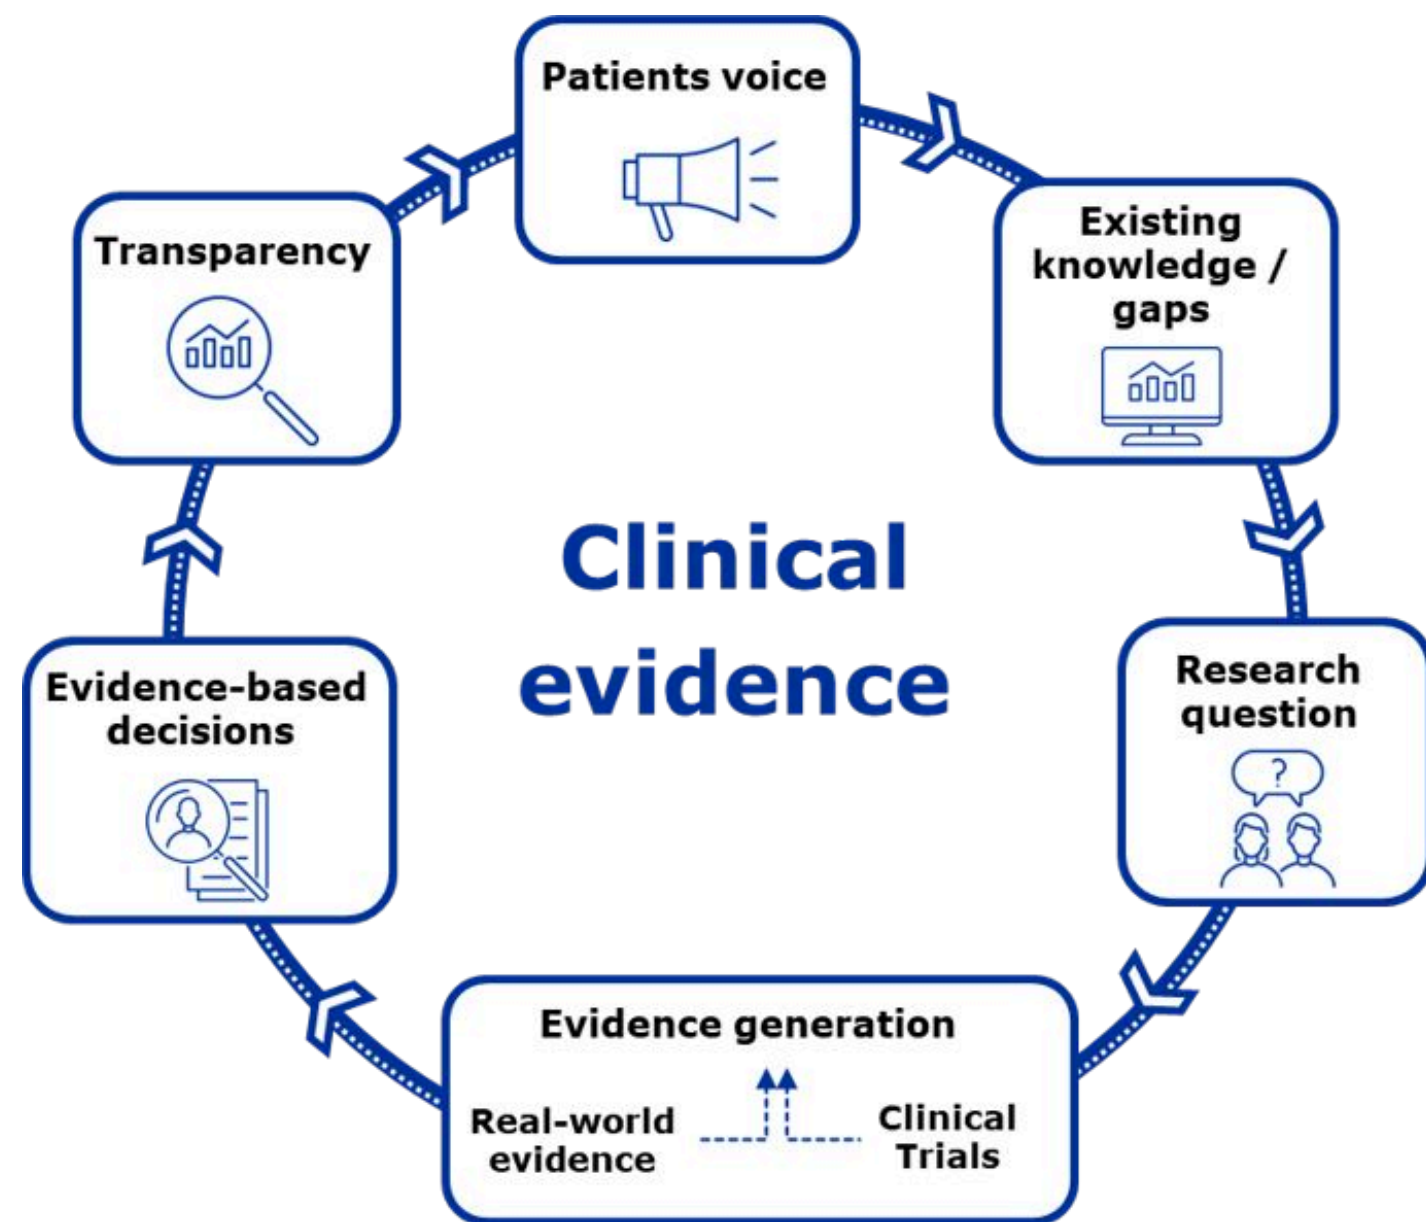 Patients voice
Existing
knowledge /
gaps
Transparency
Clinical
evidence
Research
question
?
Evidence-based
decisions
Evidence generation
Real-world
evidence
Clinical
Trials